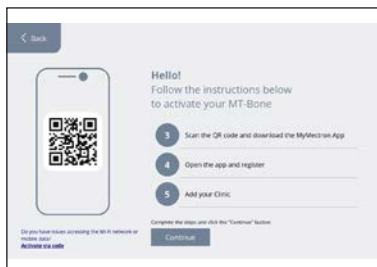 Back
Hello!
Follow the instructions below
to activate your MT-Bone
3 Scan the QR code and download the MyMectron App
4 Open the app and register
5 Add your Clinic
Complete the steps and click the "Continue" button
Do you have issues accessing the Wi-Fi network or
mobile data?
Activate via code
Continue